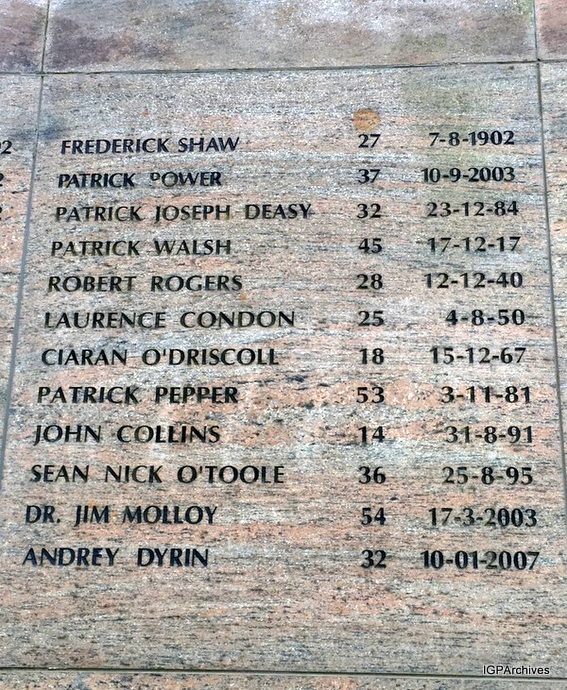 2
FREDERICK SHAW 27 7-8-1902
PATRICK POWER 37 10-9-2003
PATRICK JOSEPH DEASY 32 23-12-84
PATRICK WALSH 45 17-12-17
ROBERT ROGERS 28 12-12-40
LAURENCE CONDON 25 4-8-50
CIARAN O'DRISCOLL 18 15-12-67
PATRICK PEPPER 53 3-11-81
JOHN COLLINS 14 31-8-91
SEAN NICK O'TOOLE 36 25-8-95
DR. JIM MOLLOY 54 17-3-2003
ANDREY DYRIN 32 10-01-2007
IGPArchives